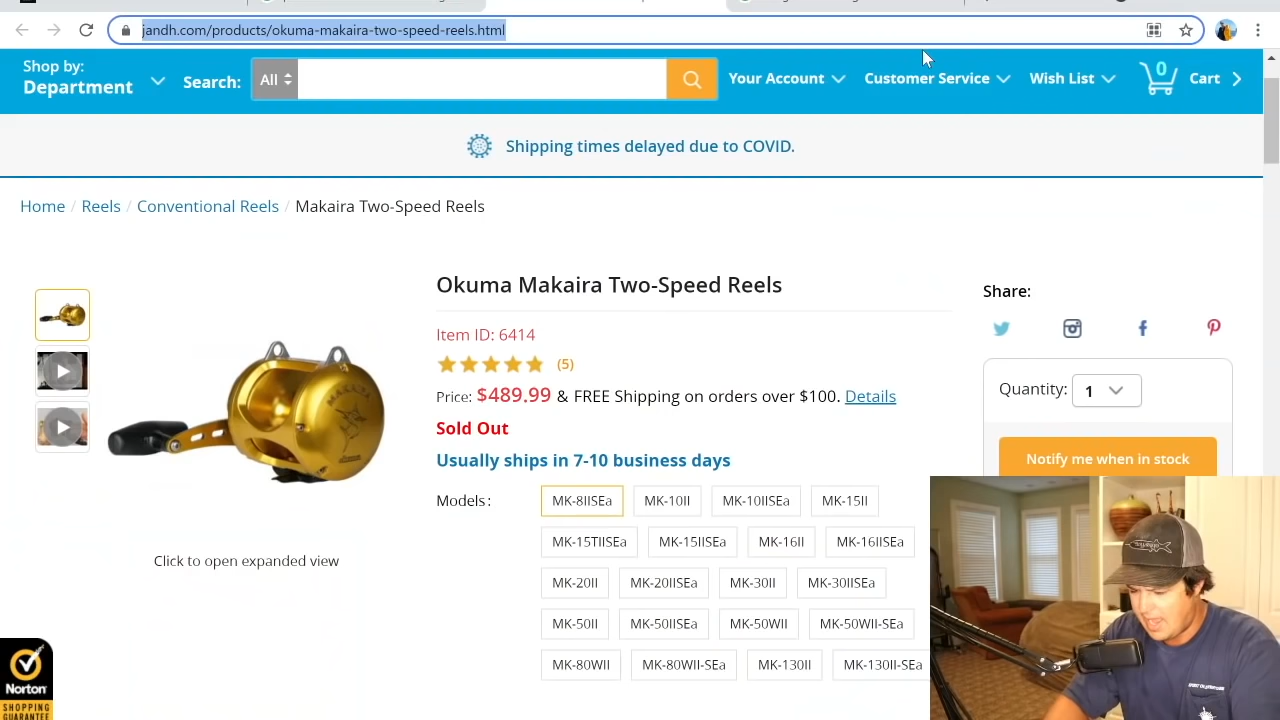 jandh.com/products/okuma-makaira-two-speed-reels.html
Shop by:
Department
Search:
All
Your Account
Customer Service
Wish List
0
Cart
Shipping times delayed due to COVID.
Home / Reels / Conventional Reels / Makaira Two-Speed Reels
Okuma Makaira Two-Speed Reels
Item ID: 6414
(5)
Price: $489.99 & FREE Shipping on orders over $100. Details
Sold Out
Usually ships in 7-10 business days
Models:
MK-8IISEa MK-10II MK-10IISEa MK-15II
MK-15TIISEa MK-15IISEa MK-16II MK-16IISEa
MK-20II MK-20IISEa MK-30II MK-30IISEa
MK-50II MK-50IISEa MK-50WII MK-50WII-SEa
MK-80WII MK-80WII-SEa MK-130II MK-130II-SEa
Share:
Quantity: 1
Notify me when in stock
MAKAIRA
Click to open expanded view
Norton
SHOPPING
GUARANTEE